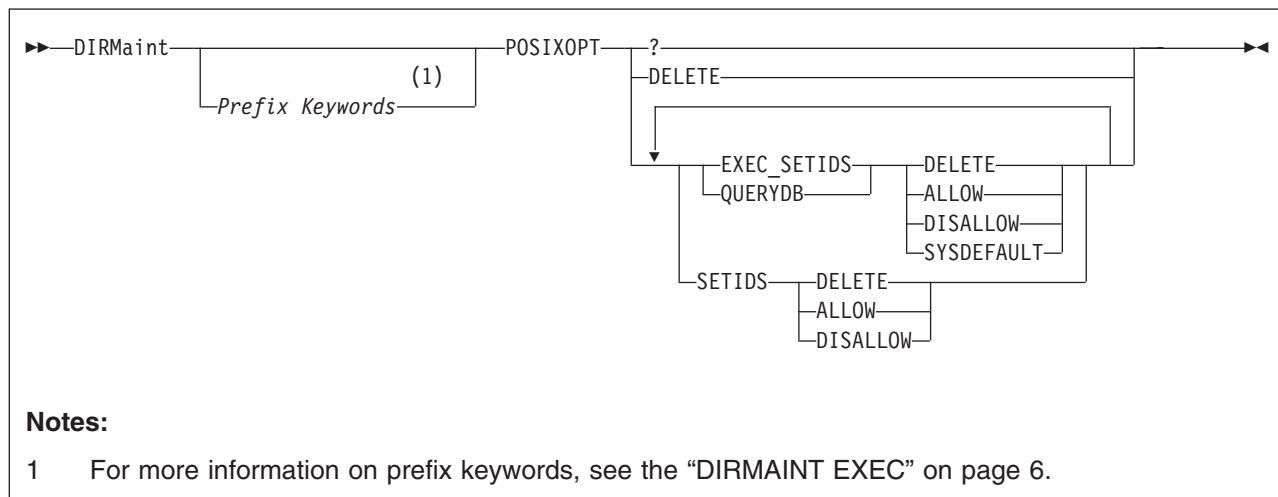 DIRMaint POSIXOPT ?
(1) DELETE
Prefix Keywords
EXEC_SETIDS DELETE
QUERYDB ALLOW
DISALLOW
SYSDEFAULT
SETIDS DELETE
ALLOW
DISALLOW
Notes:
1 For more information on prefix keywords, see the “DIRMAINT EXEC” on page 6.